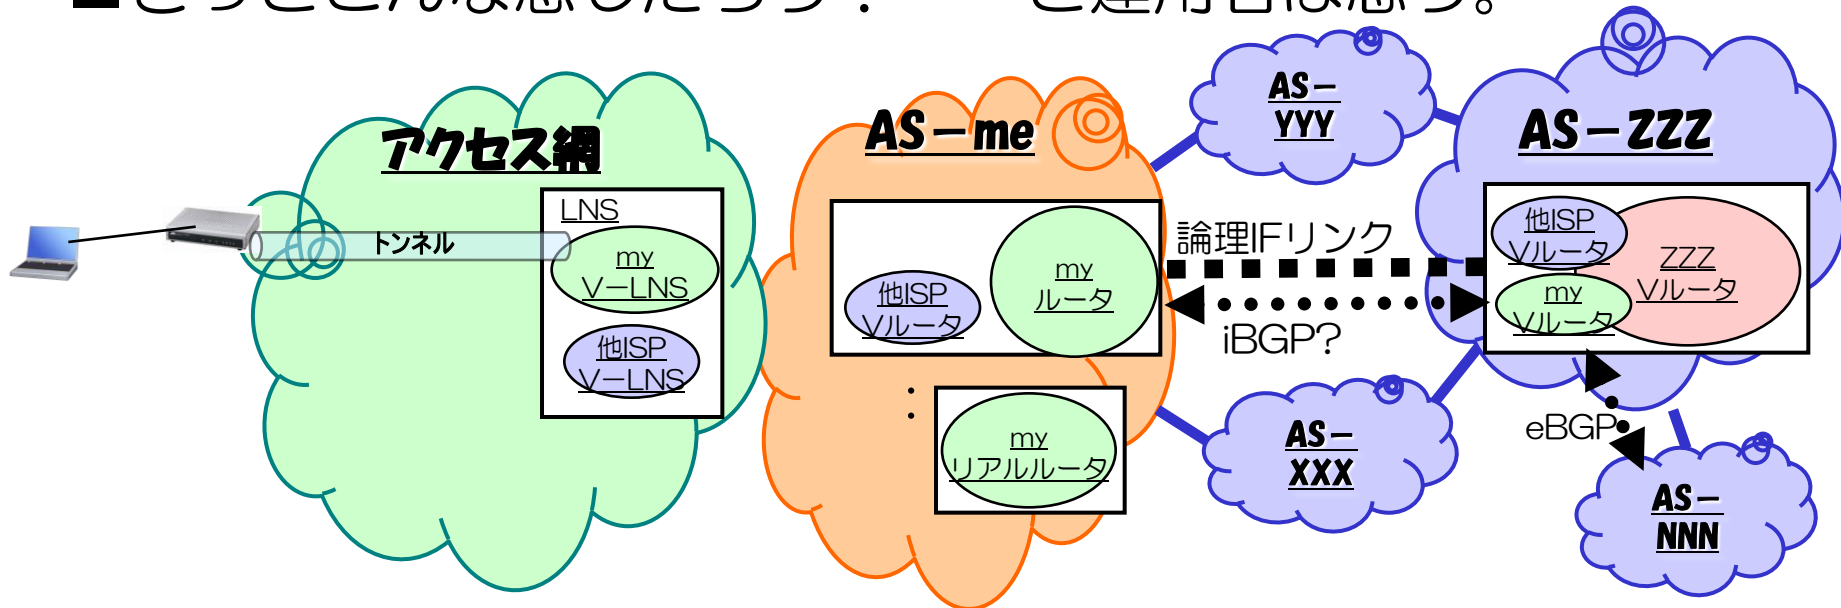 アクセス網
LNS
my
V－LNS
他ISP
V－LNS
トンネル
AS－me
他ISP
Vルータ
my
ルータ
：
my
リアルルータ
論理IFリンク
iBGP?
AS－
YYY
AS－ZZZ
他ISP
Vルータ
my
Vルータ
ZZZ
Vルータ
eBGP
AS－
XXX
AS－
NNN